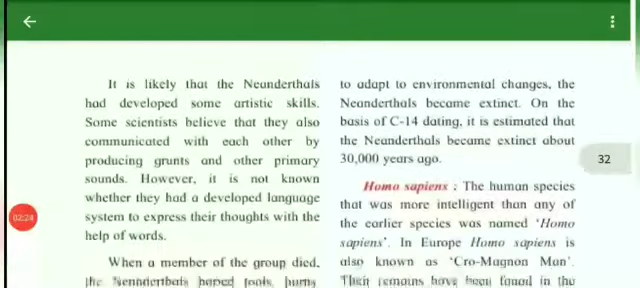 It is likely that the Neanderthals
had developed some artistic skills.
Some scientists believe that they also
communicated with each other by
producing grunts and other primary
sounds. However, it is not known
whether they had a developed language
system to express their thoughts with the
help of words.
When a member of the group died,
the Neanderthals
to adapt to environmental changes, the
Neanderthals became extinct. On the
basis of C-14 dating, it is estimated that
the Neanderthals became extinct about
30,000 years ago.
Homo sapiens : The human species
that was more intelligent than any of
the earlier species was named ‘Homo
sapiens’. In Europe Homo sapiens is
also known as ‘Cro-Magnon Man’.
Their remains have been found in the
32
02:24